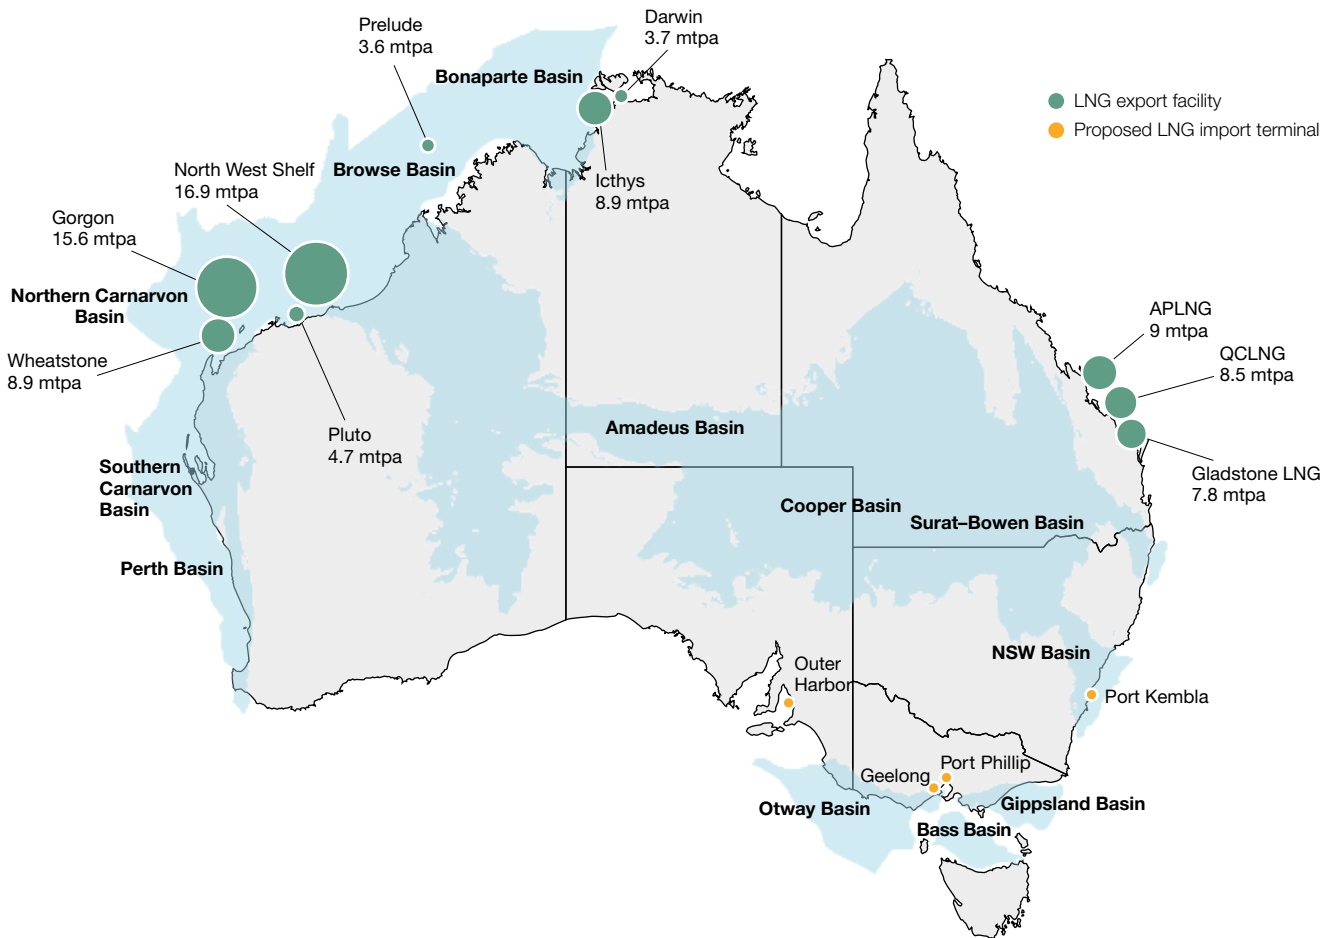 Prelude
3.6 mtpa
Darwin
3.7 mtpa
Bonaparte Basin
LNG export facility
Proposed LNG import terminal
North West Shelf
16.9 mtpa
Browse Basin
Icthys
8.9 mtpa
Gorgon
15.6 mtpa
Northern Carnarvon
Basin
Wheatstone
8.9 mtpa
APLNG
9 mtpa
QCLNG
8.5 mtpa
Pluto
4.7 mtpa
Amadeus Basin
Gladstone LNG
7.8 mtpa
Southern
Carnarvon
Basin
Cooper Basin
Surat–Bowen Basin
Perth Basin
NSW Basin
Outer
Harbor
Port Kembla
Port Phillip
Geelong
Otway Basin
Gippsland Basin
Bass Basin